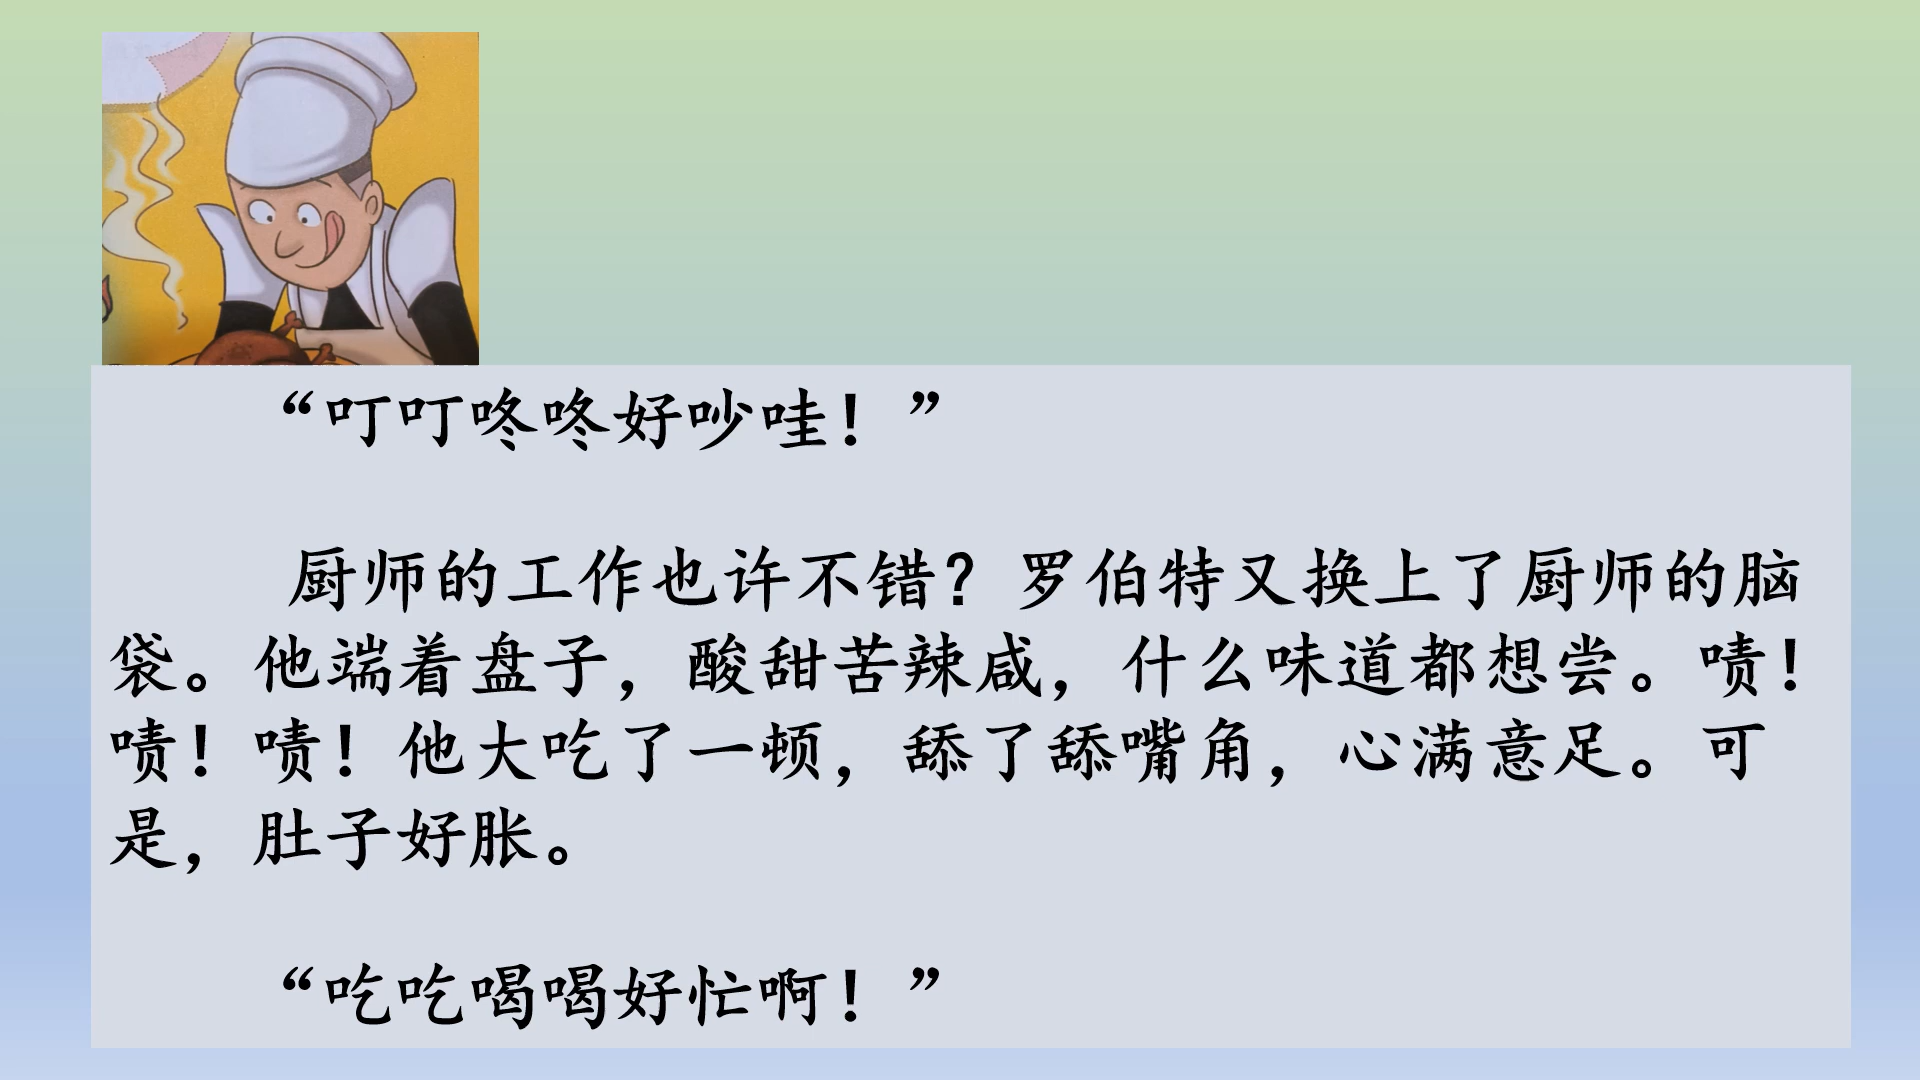 “叮叮咚咚好吵哇！”
厨师的工作也许不错？罗伯特又换上了厨师的脑
袋。他端着盘子，酸甜苦辣咸，什么味道都想尝。啧！
啧！啧！他大吃了一顿，舔了舔嘴角，心满意足。可
是，肚子好胀。
“吃吃喝喝好忙啊！”